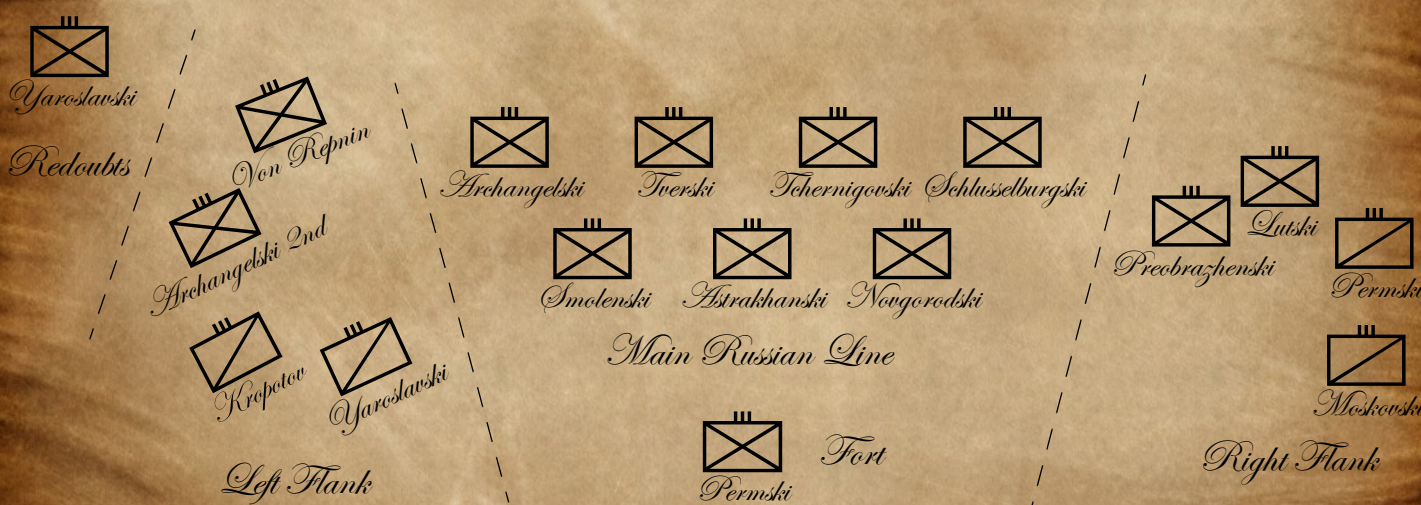 Yaroslavski
Redoubts
Von Repnin
Archangelski 2nd
Kropotov
Yaroslavski
Left Flank
Archangelski
Tverski
Tchernigovski
Schlusselburgski
Smolenski
Astrakhanski
Novgorodski
Main Russian Line
Permski
Fort
Preobrazhenski
Lutski
Permski
Moskovski
Right Flank